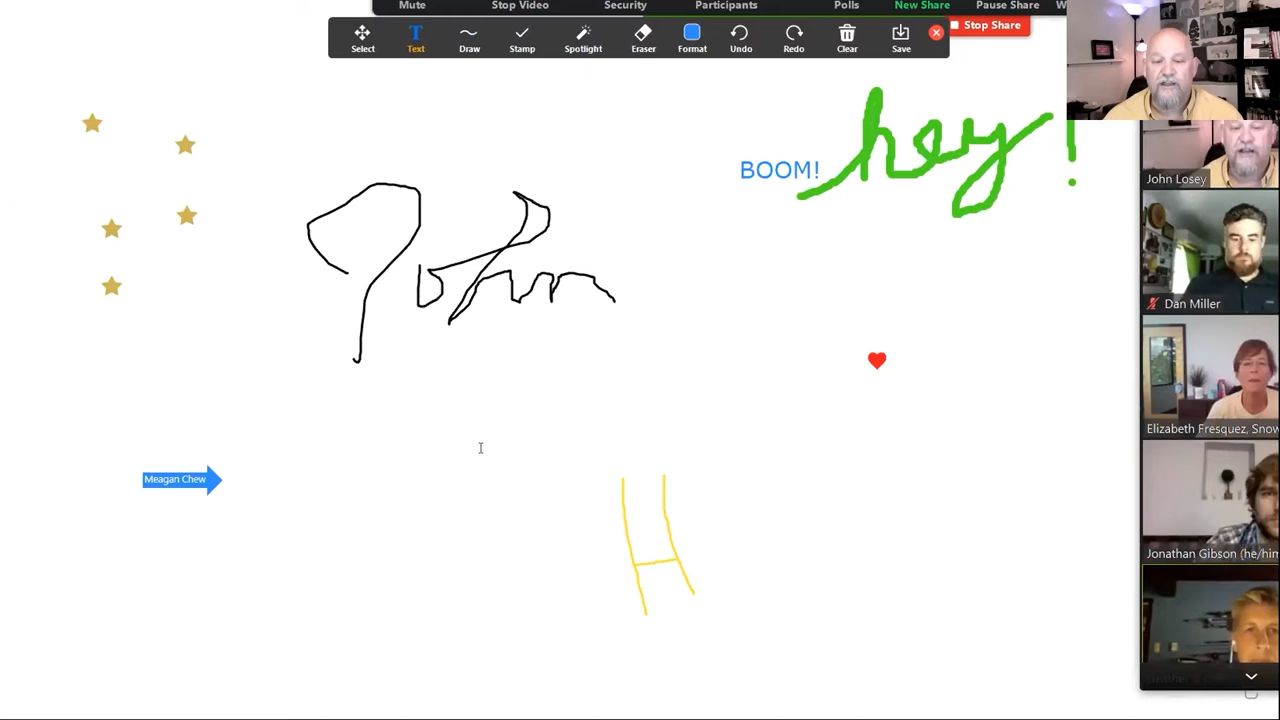 Mute Stop Video Security Participants Polls New Share Pause Share
Stop Share
Select Text Draw Stamp Spotlight Eraser Format Undo Redo Clear Save
hey!
BOOM!
John
John Losey
Dan Miller
Elizabeth Fresquez, Snow
Meagan Chew
H
Jonathan Gibson (he/him